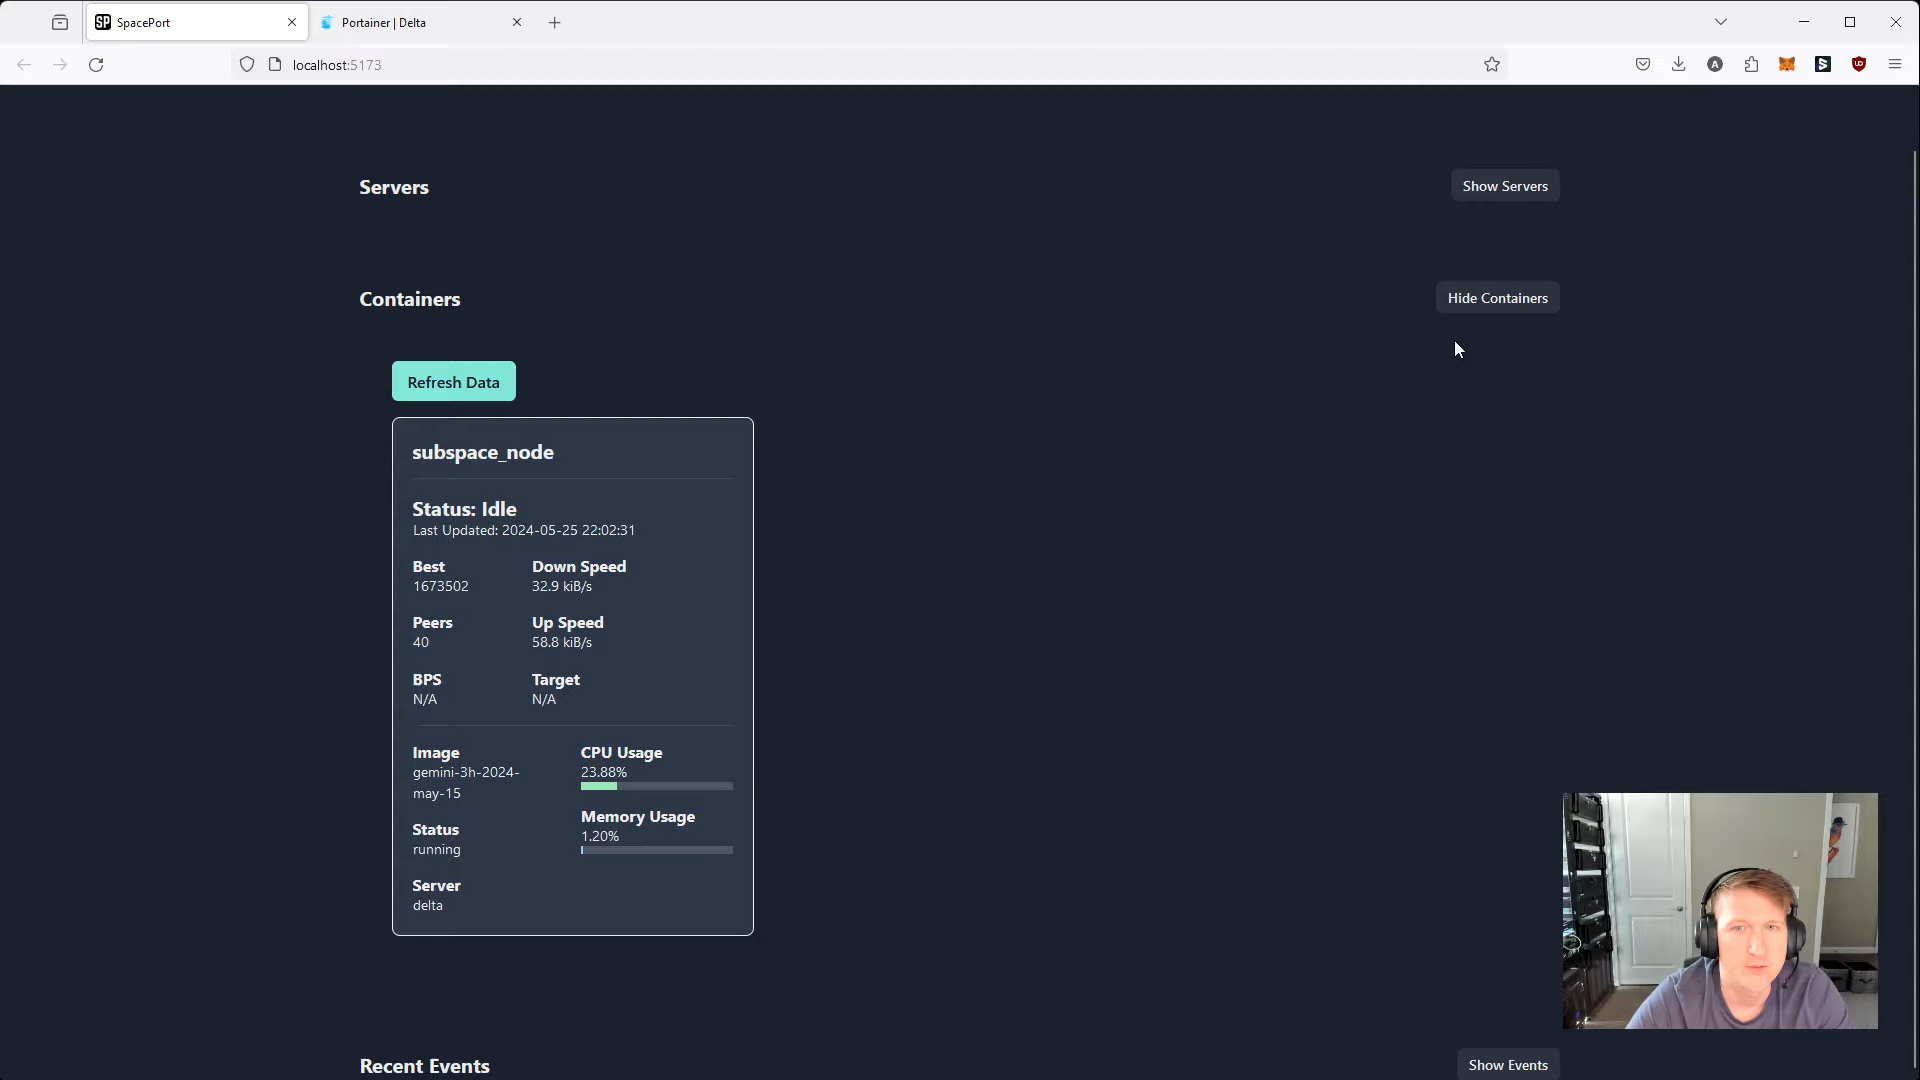 SpacePort
Portainer | Delta
localhost:5173
Servers
Show Servers
Containers
Hide Containers
Refresh Data
subspace_node
Status: Idle
Last Updated: 2024-05-25 22:02:31
Best
Down Speed
1673502
32.9 kiB/s
Peers
Up Speed
40
58.8 kiB/s
BPS
Target
N/A
N/A
Image
CPU Usage
gemini-3h-2024-
23.88%
may-15
Memory Usage
Status
1.20%
running
Server
delta
Recent Events
Show Events